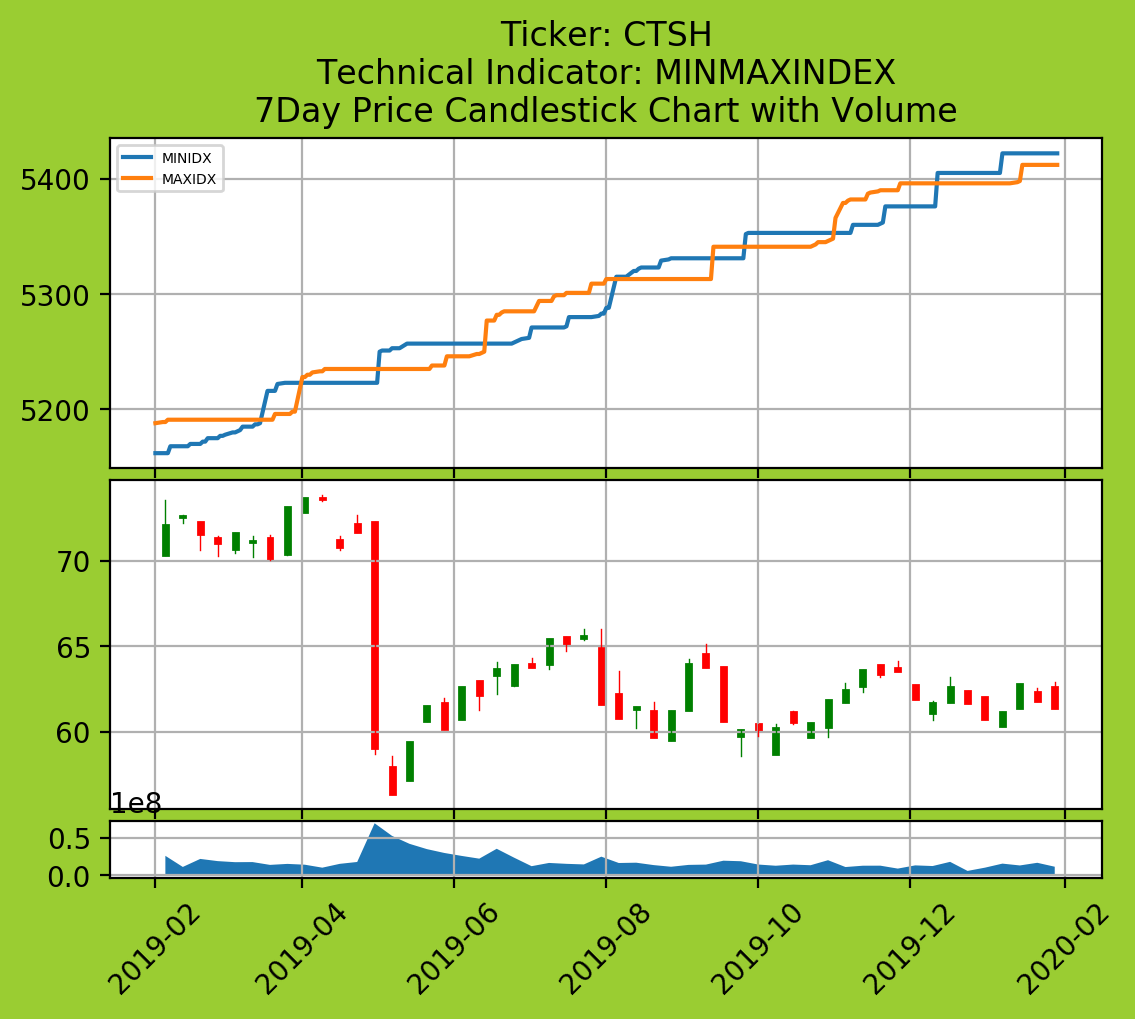 Ticker: CTSH
Technical Indicator: MINMAXINDEX
7Day Price Candlestick Chart with Volume
MINIDX
MAXIDX
5400
5300
5200
70
65
60
1e8
0.5
0.0
2019-02
2019-04
2019-06
2019-08
2019-10
2019-12
2020-02